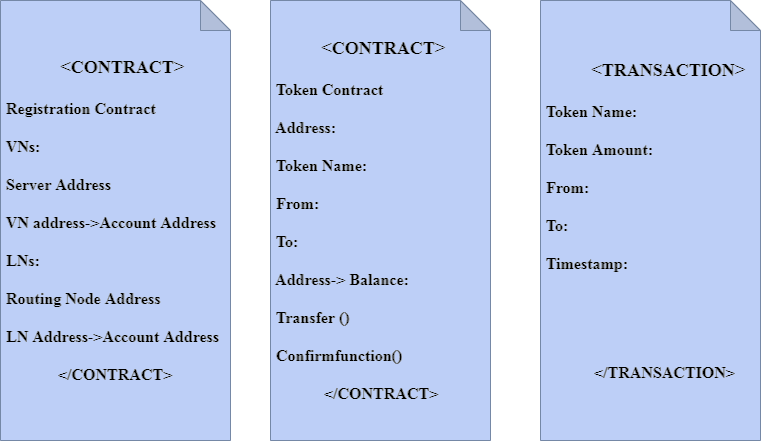 <CONTRACT>
Registration Contract
VNs:
Server Address
VN address->Account Address
LNs:
Routing Node Address
LN Address->Account Address
</CONTRACT>
<CONTRACT>
Token Contract
Address:
Token Name:
From:
To:
Address-> Balance:
Transfer ()
Confirmfunction()
</CONTRACT>
<TRANSACTION>
Token Name:
Token Amount:
From:
To:
Timestamp:
</TRANSACTION>